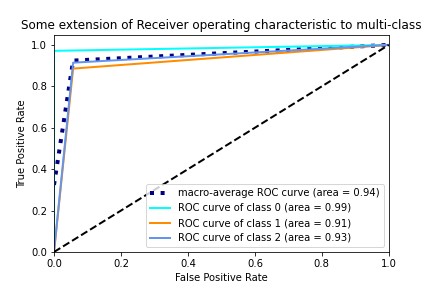 Some extension of Receiver operating characteristic to multi-class
True Positive Rate
1.0
0.8
0.6
0.4
0.2
0.0
macro-average ROC curve (area = 0.94)
ROC curve of class 0 (area = 0.99)
ROC curve of class 1 (area = 0.91)
ROC curve of class 2 (area = 0.93)
0.0 0.2 0.4 0.6 0.8 1.0
False Positive Rate